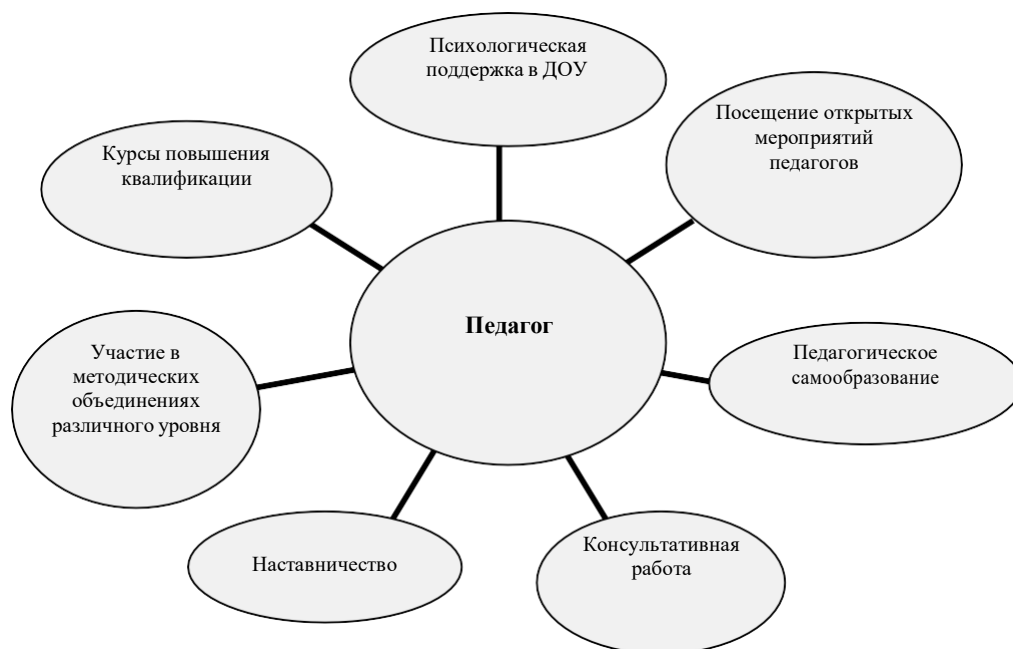 Психологическая
поддержка в ДОУ
Посещение открытых
мероприятий
педагогов
Курсы повышения
квалификации
Педагог
Участие в
методических
объединениях
различного уровня
Педагогическое
самообразование
Наставничество
Консультативная
работа